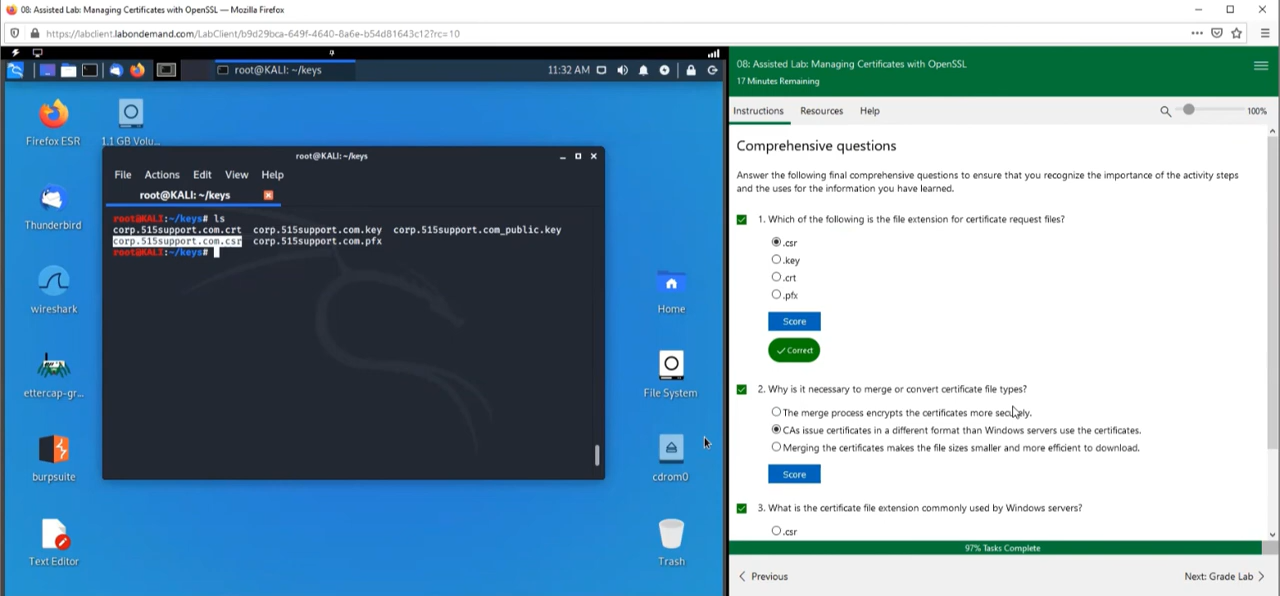 08: Assisted Lab: Managing Certificates with OpenSSL — Mozilla Firefox
https://labclient.labondemand.com/LabClient/b9d29bca-649f-4640-8a6e-b54d81643c12?rc=10
root@KALI: ~/keys
11:32 AM
Firefox ESR
1.1 GB Volu...
Thunderbird
wireshark
ettercap-gr...
burpsuite
Text Editor
root@KALI: ~/keys
File Actions Edit View Help
root@KALI: ~/keys
root@KALI:~/keys# ls
corp.515support.com.crt corp.515support.com.key corp.515support.com_public.key
corp.515support.com.csr corp.515support.com.pfx
root@KALI:~/keys#
Home
File System
cdrom0
Trash
08: Assisted Lab: Managing Certificates with OpenSSL
17 Minutes Remaining
Instructions Resources Help
100%
Comprehensive questions
Answer the following final comprehensive questions to ensure that you recognize the importance of the activity steps
and the uses for the information you have learned.
1. Which of the following is the file extension for certificate request files?
.csr
.key
.crt
.pfx
Score
Correct
2. Why is it necessary to merge or convert certificate file types?
The merge process encrypts the certificates more securely.
CAs issue certificates in a different format than Windows servers use the certificates.
Merging the certificates makes the file sizes smaller and more efficient to download.
Score
3. What is the certificate file extension commonly used by Windows servers?
.csr
97% Tasks Complete
Previous
Next: Grade Lab